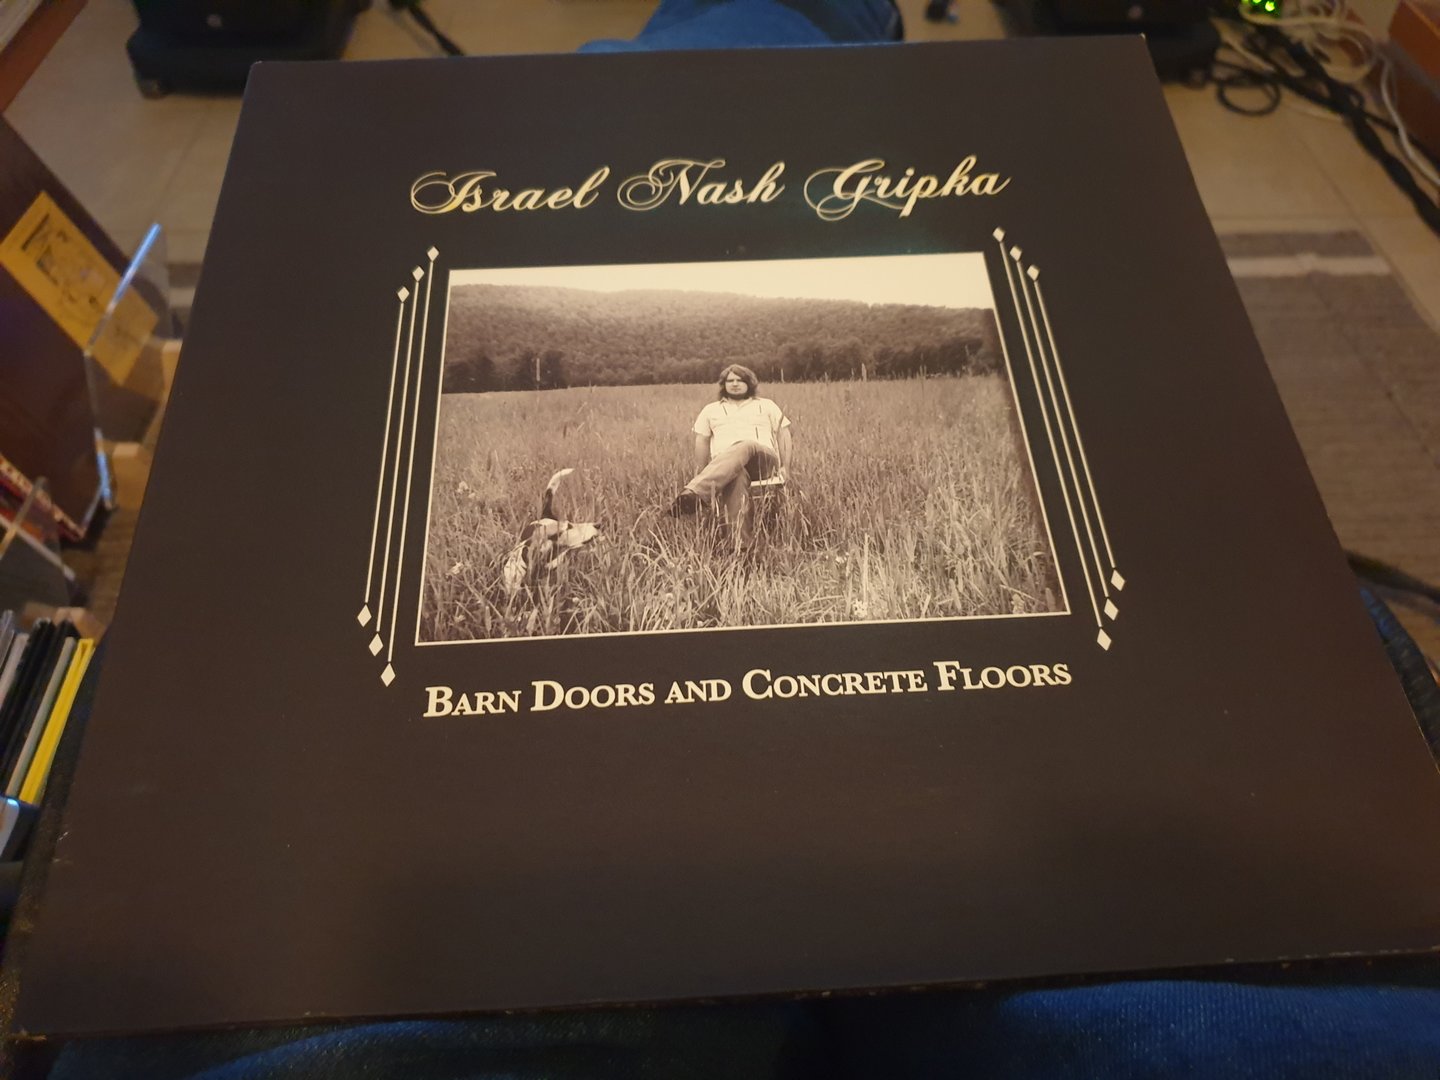 Israel Nash Gripka
BARN DOORS AND CONCRETE FLOORS